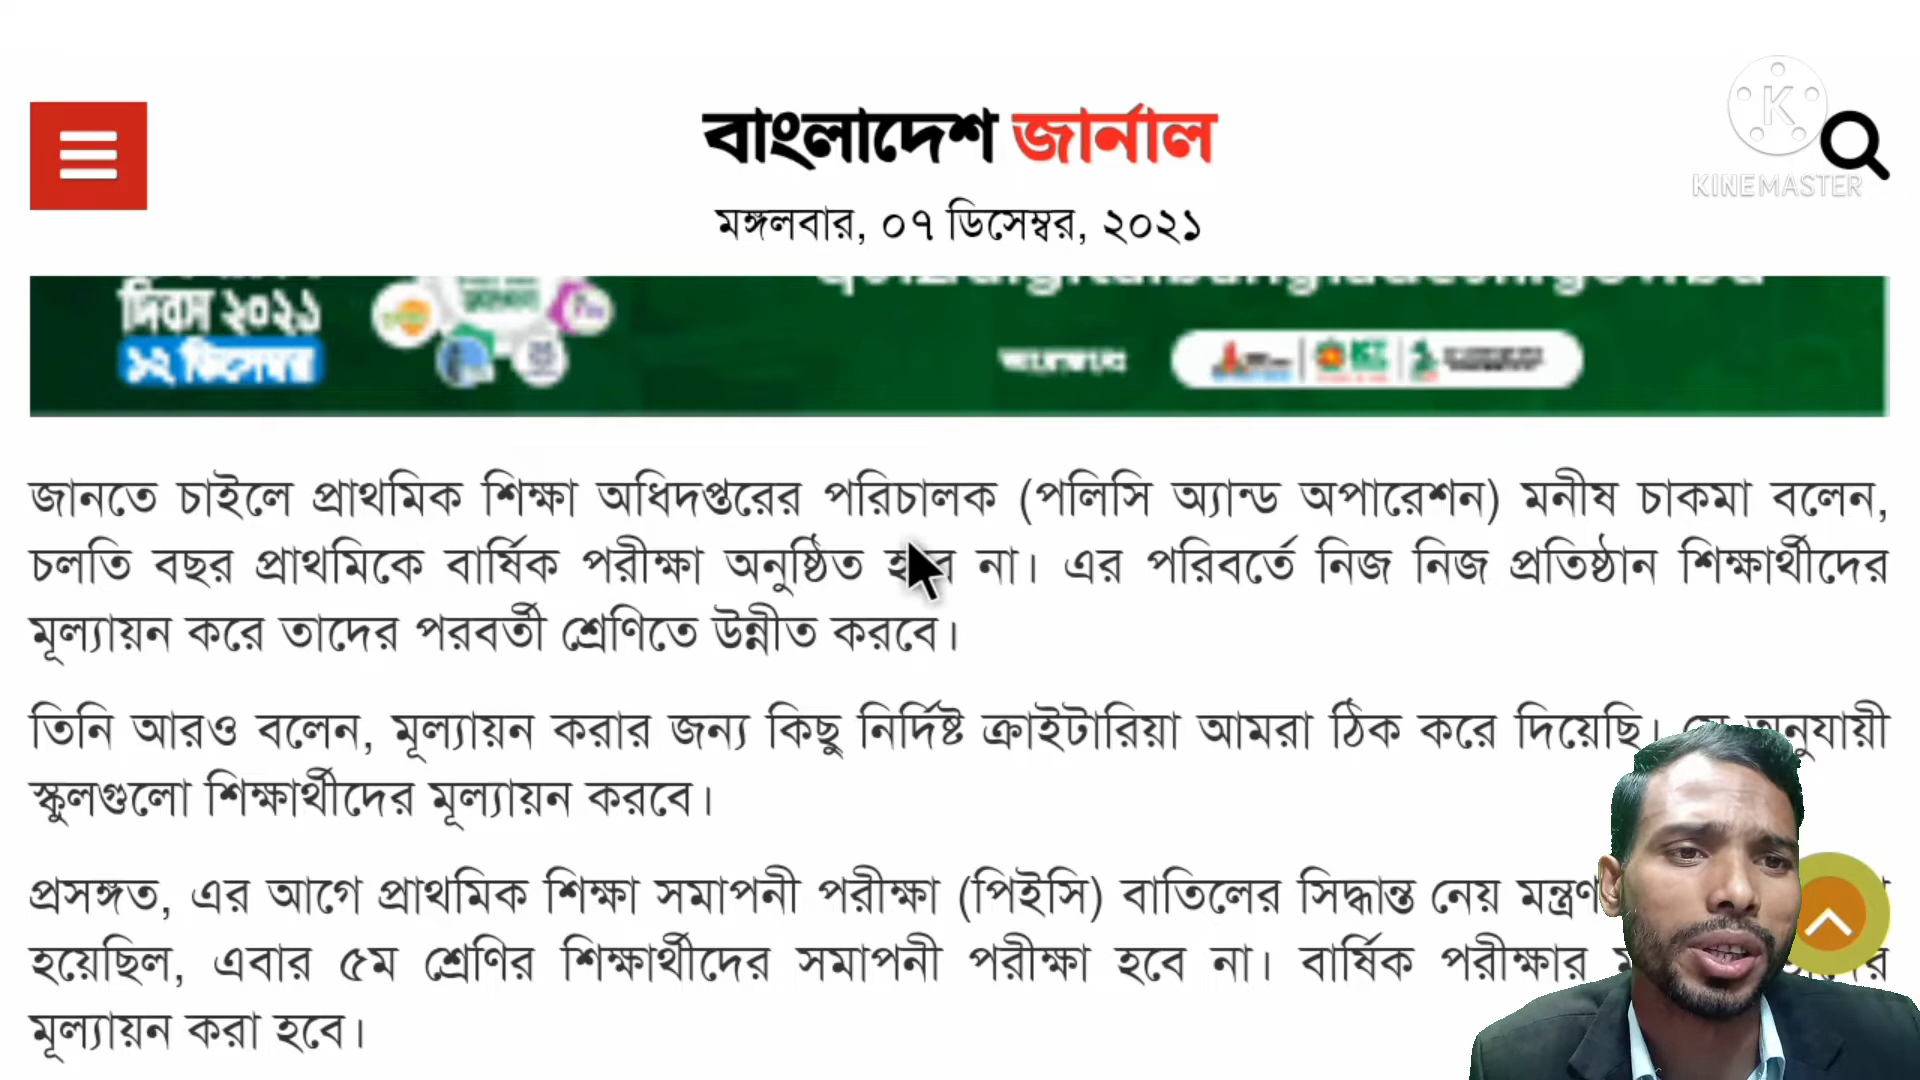 বাংলাদেশ জার্নাল
KINEMASTER
মঙ্গলবার, ০৭ ডিসেম্বর, ২০২১
দিবস ২০২১
১২ ডিসেম্বর
জানতে চাইলে প্রাথমিক শিক্ষা অধিদপ্তরের পরিচালক (পলিসি অ্যান্ড অপারেশন) মনীষ চাকমা বলেন,
চলতি বছর প্রাথমিকে বার্ষিক পরীক্ষা অনুষ্ঠিত হবে না। এর পরিবর্তে নিজ নিজ প্রতিষ্ঠান শিক্ষার্থীদের
মূল্যায়ন করে তাদের পরবর্তী শ্রেণিতে উন্নীত করবে।
তিনি আরও বলেন, মূল্যায়ন করার জন্য কিছু নির্দিষ্ট ক্রাইটারিয়া আমরা ঠিক করে দিয়েছি। অনুযায়ী
স্কুলগুলো শিক্ষার্থীদের মূল্যায়ন করবে।
প্রসঙ্গত, এর আগে প্রাথমিক শিক্ষা সমাপনী পরীক্ষা (পিইসি) বাতিলের সিদ্ধান্ত নেয়
হয়েছিল, এবার ৫ম শ্রেণির শিক্ষার্থীদের সমাপনী পরীক্ষা হবে না। বার্ষিক পরীক্ষার
মূল্যায়ন করা হবে।